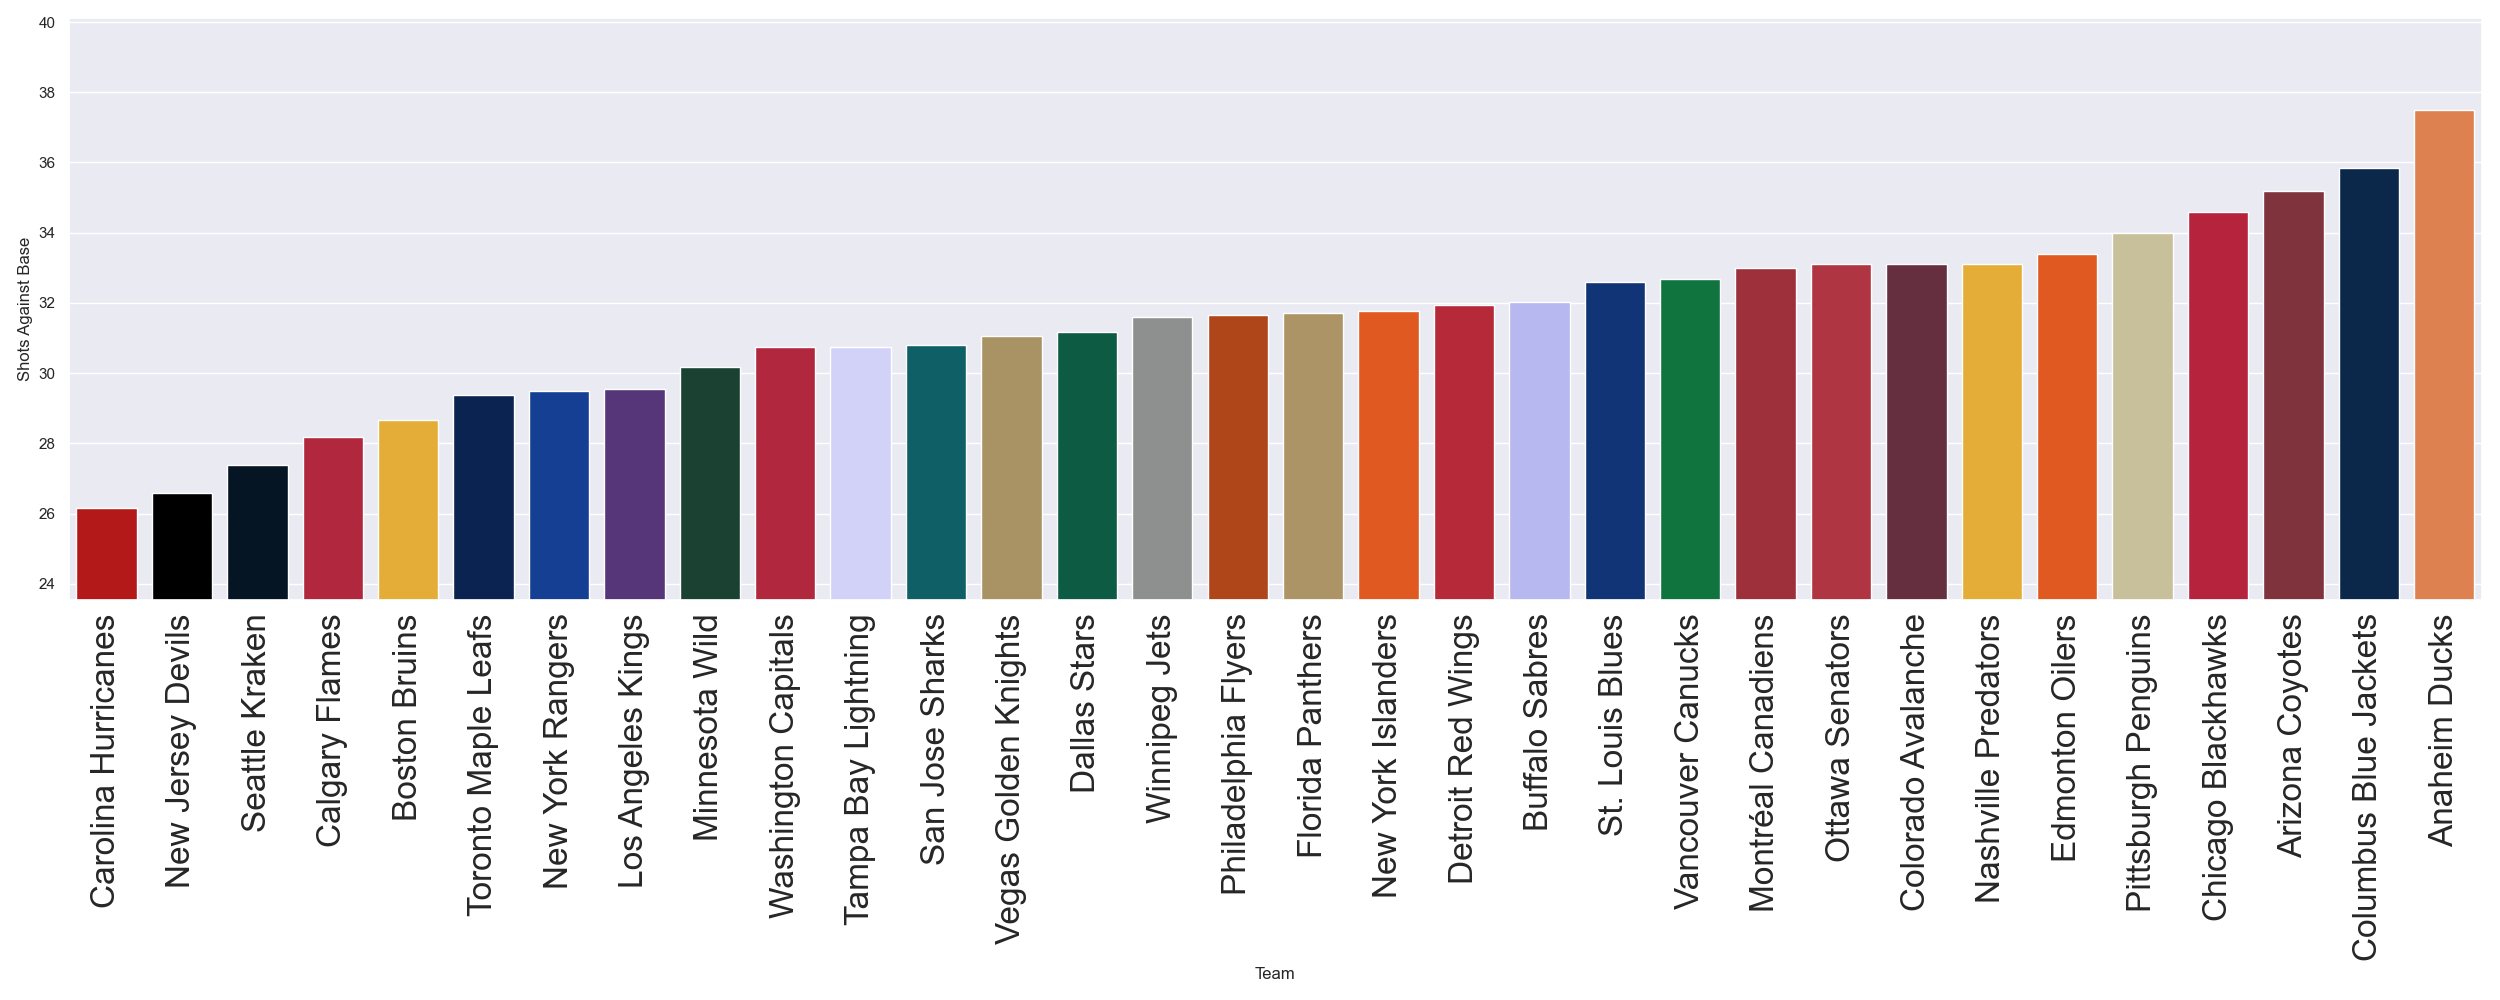 40
38
36
34
32
30
28
26
24
Shots Against Base
Carolina Hurricanes
New Jersey Devils
Seattle Kraken
Calgary Flames
Boston Bruins
Toronto Maple Leafs
New York Rangers
Los Angeles Kings
Minnesota Wild
Washington Capitals
Tampa Bay Lightning
San Jose Sharks
Vegas Golden Knights
Dallas Stars
Winnipeg Jets
Philadelphia Flyers
Florida Panthers
New York Islanders
Detroit Red Wings
Buffalo Sabres
St. Louis Blues
Vancouver Canucks
Montréal Canadiens
Ottawa Senators
Colorado Avalanche
Nashville Predators
Edmonton Oilers
Pittsburgh Penguins
Chicago Blackhawks
Arizona Coyotes
Columbus Blue Jackets
Anaheim Ducks
Team